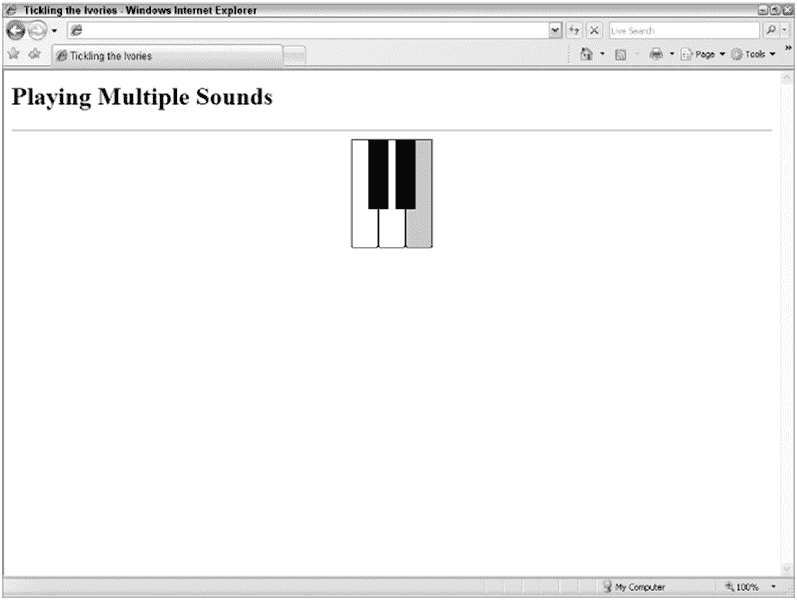 Tickling the Ivories - Windows Internet Explorer
Live Search
Tickling the Ivories
Page
Tools
Playing Multiple Sounds
My Computer
100%